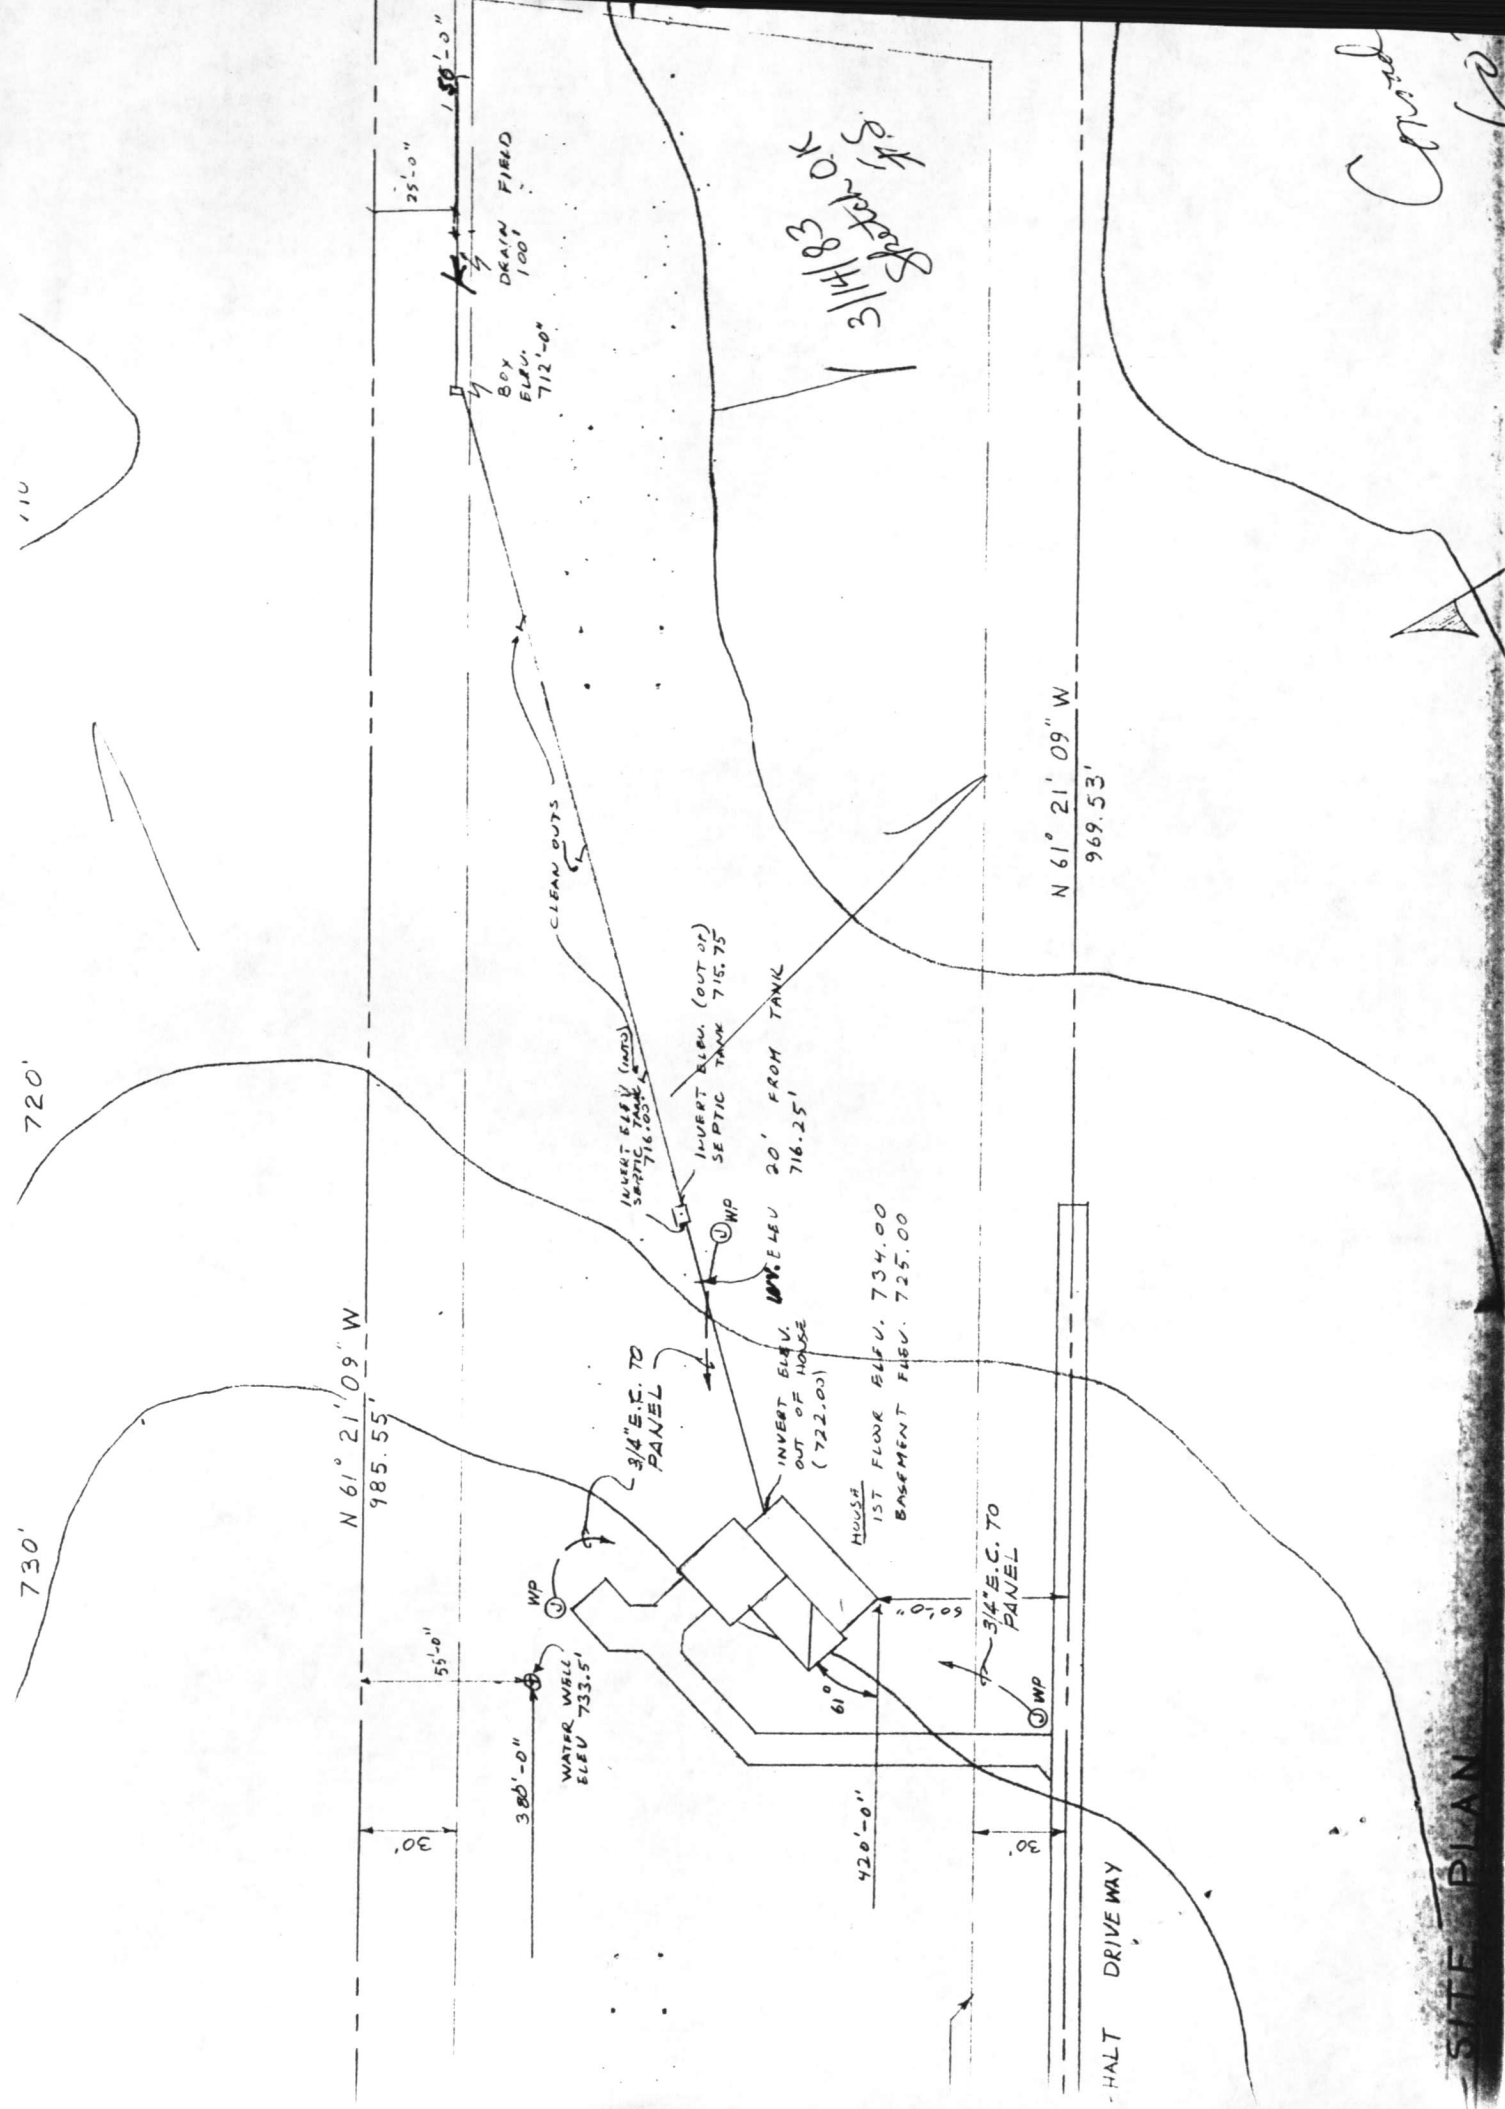 730'
720'
N 61° 21' 09" W
985.55'
25'-0"
DRAIN FIELD
100'
BOX
ELEV.
712'-0"
CLEAN OUTS
3/14/83
Sketch OK
INVERT ELEV (INTO)
SEPTIC TANK
716.00'
INVERT ELEV. (OUT OF)
SEPTIC TANK 715.75
INV. ELEV 20' FROM TANK
716.25'
WP
J
3/4" E.C. TO
PANEL
INVERT ELEV.
OUT OF HOUSE
(722.00)
HOUSE
1ST FLOOR ELEV. 734.00
BASEMENT ELEV. 725.00
WP
J
55'-0"
WATER WELL
ELEV 733.5'
380'-0"
30'
61°
60'-0"
420'-0"
3/4" E.C. TO
PANEL
J WP
30'
N 61° 21' 09" W
969.53'
HALT DRIVEWAY
SITE PLAN